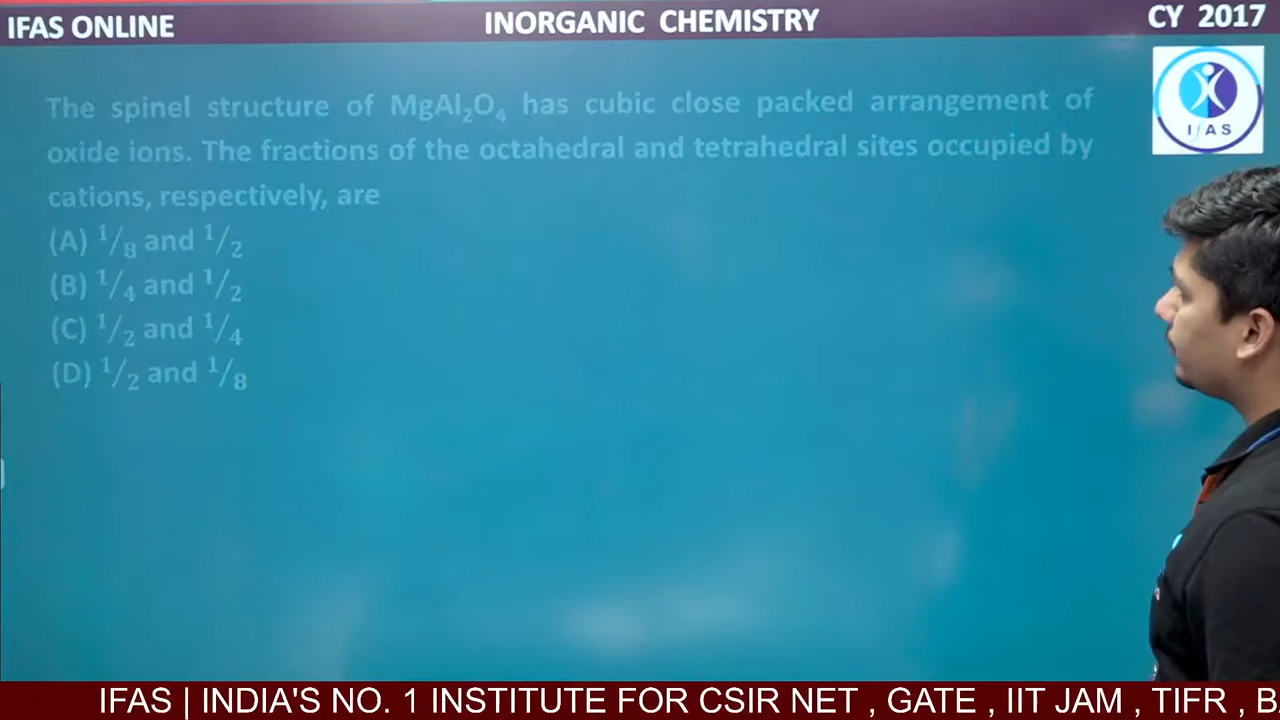 IFAS ONLINE
INORGANIC CHEMISTRY
CY 2017
The spinel structure of MgAl₂O₄ has cubic close packed arrangement of
oxide ions. The fractions of the octahedral and tetrahedral sites occupied by
cations, respectively, are
(A) ¹/₈ and ¹/₂
(B) ¹/₄ and ¹/₂
(C) ¹/₂ and ¹/₄
(D) ¹/₂ and ¹/₈
IFAS
IFAS | INDIA'S NO. 1 INSTITUTE FOR CSIR NET , GATE , IIT JAM , TIFR , B